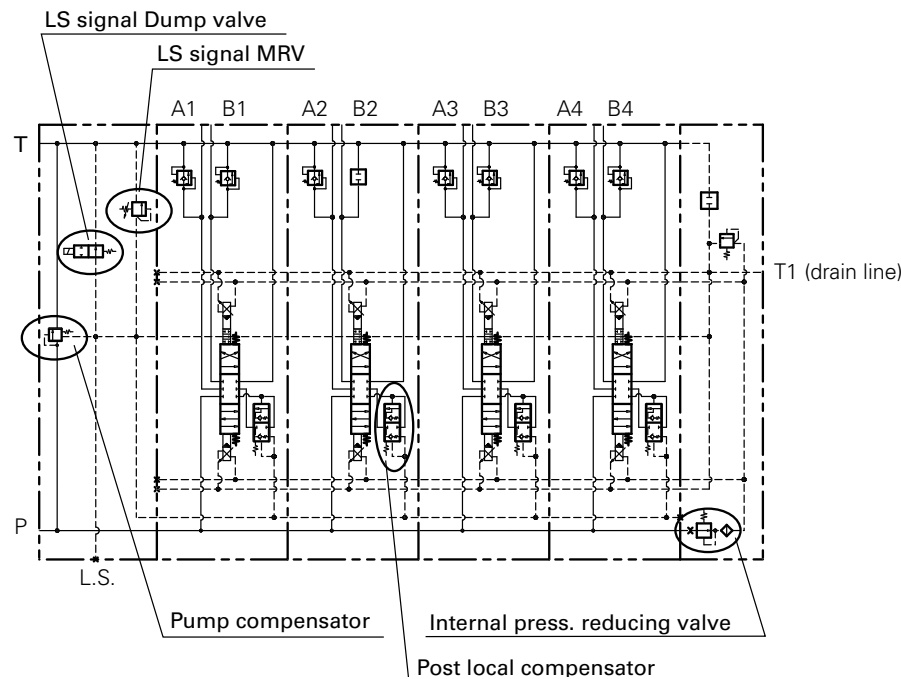 LS signal Dump valve
LS signal MRV
A1 B1 A2 B2 A3 B3 A4 B4
T
T1 (drain line)
P
L.S.
Pump compensator
Internal press. reducing valve
Post local compensator